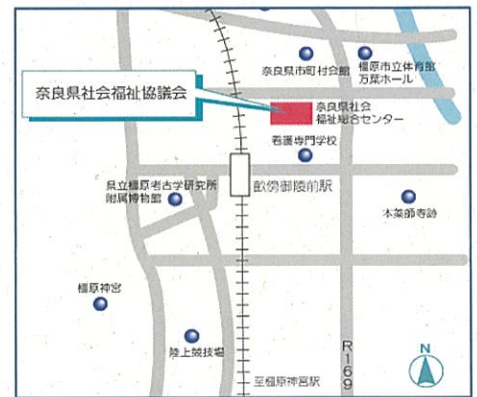 奈良県市町村会館
橿原市立体育館
万葉ホール
奈良県社会福祉協議会
奈良県社会
福祉総合センター
看護専門学校
県立橿原考古学研究所
附属博物館
畝傍御陵前駅
本薬師寺跡
橿原神宮
陸上競技場
R169
至橿原神宮駅
N